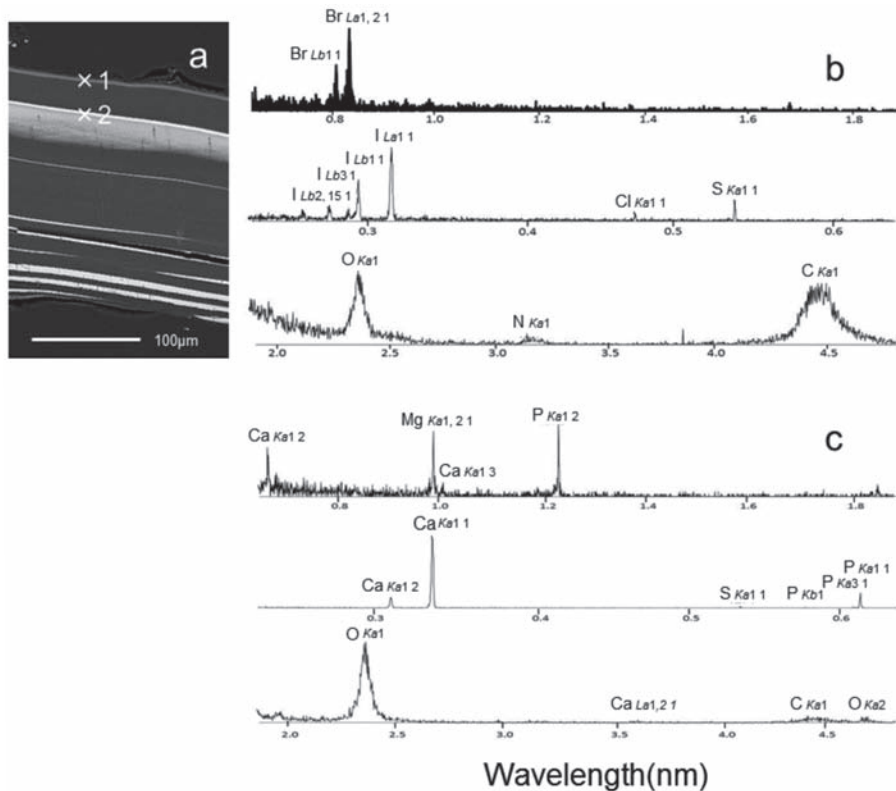 a
×1
×2
100µm
b
Br La1, 2 1
Br Lb1 1
0.8 1.0 1.2 1.4 1.6 1.8
I La1 1
I Lb1 1
I Lb3 1
I Lb2, 15 1
Cl Ka1 1
S Ka1 1
0.3 0.4 0.5 0.6
O Ka1
N Ka1
C Ka1
2.0 2.5 3.0 3.5 4.0 4.5
c
Ca Ka1 2
Mg Ka1, 2 1
Ca Ka1 3
P Ka1 2
0.8 1.0 1.2 1.4 1.6 1.8
Ca Ka1 1
Ca Ka1 2
S Ka1 1
P Kb1
P Ka3 1
P Ka1 1
0.3 0.4 0.5 0.6
O Ka1
Ca La1,2 1
C Ka1
O Ka2
2.0 2.5 3.0 3.5 4.0 4.5
Wavelength(nm)